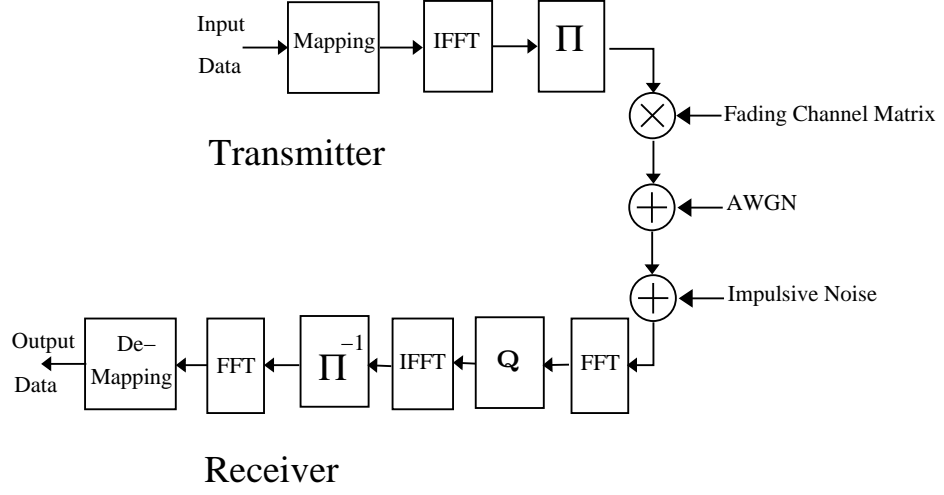 Input
Data
Mapping
IFFT
Π
Fading Channel Matrix
Transmitter
AWGN
Impulsive Noise
Output
Data
De−
Mapping
FFT
Π−1
IFFT
Q
FFT
Receiver